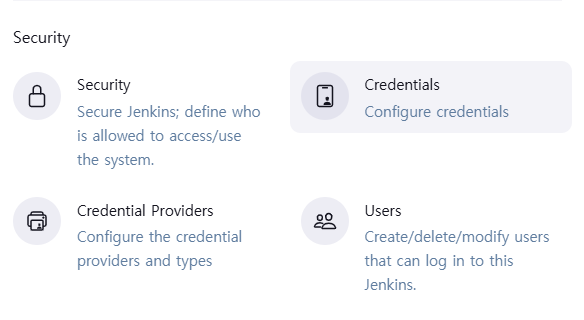 Security
Security
Secure Jenkins; define who
is allowed to access/use
the system.
Credentials
Configure credentials
Credential Providers
Configure the credential
providers and types
Users
Create/delete/modify users
that can log in to this
Jenkins.